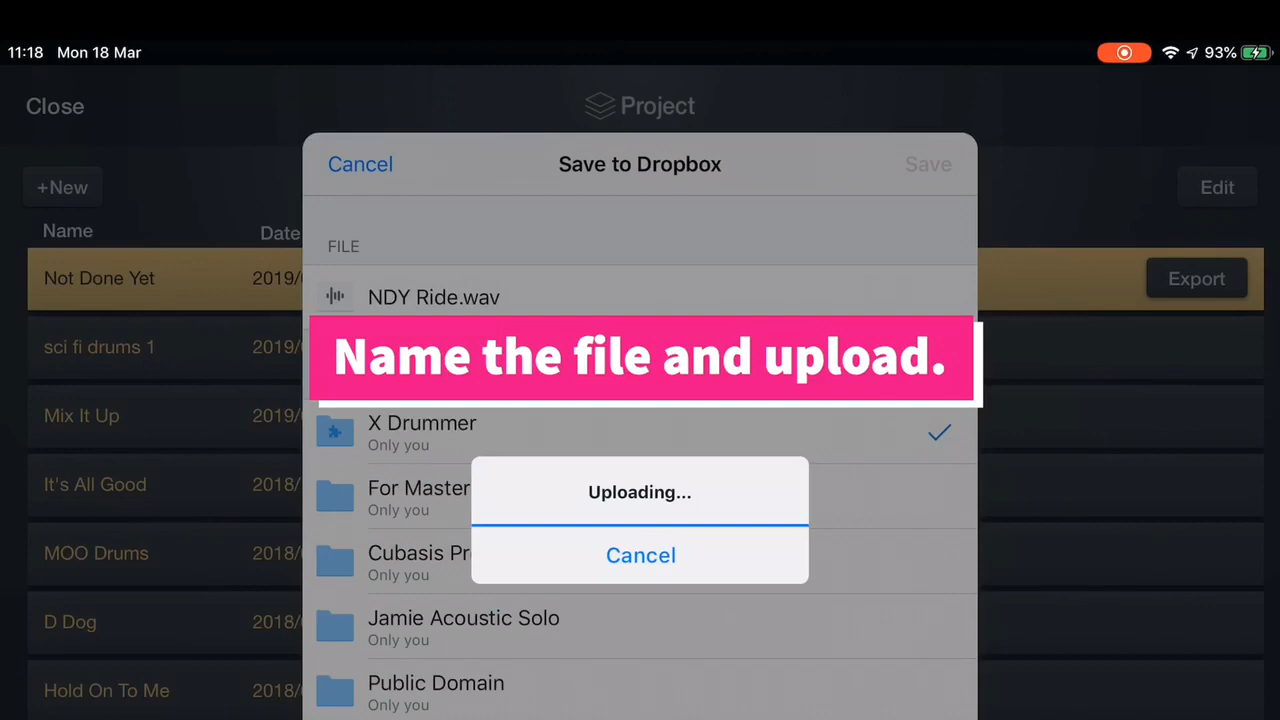 11:18 Mon 18 Mar 93%
Close Project
Cancel Save to Dropbox Save
+New Edit
Name Date
FILE
Not Done Yet 2019/ Export
NDY Ride.wav
Name the file and upload.
sci fi drums 1 2019/
Mix It Up 2019/
X Drummer
Only you
It's All Good 2018/
For Master
Only you
Uploading...
Cancel
MOO Drums 2018/
Cubasis Pr
Only you
D Dog 2018/
Jamie Acoustic Solo
Only you
Hold On To Me 2018/
Public Domain
Only you